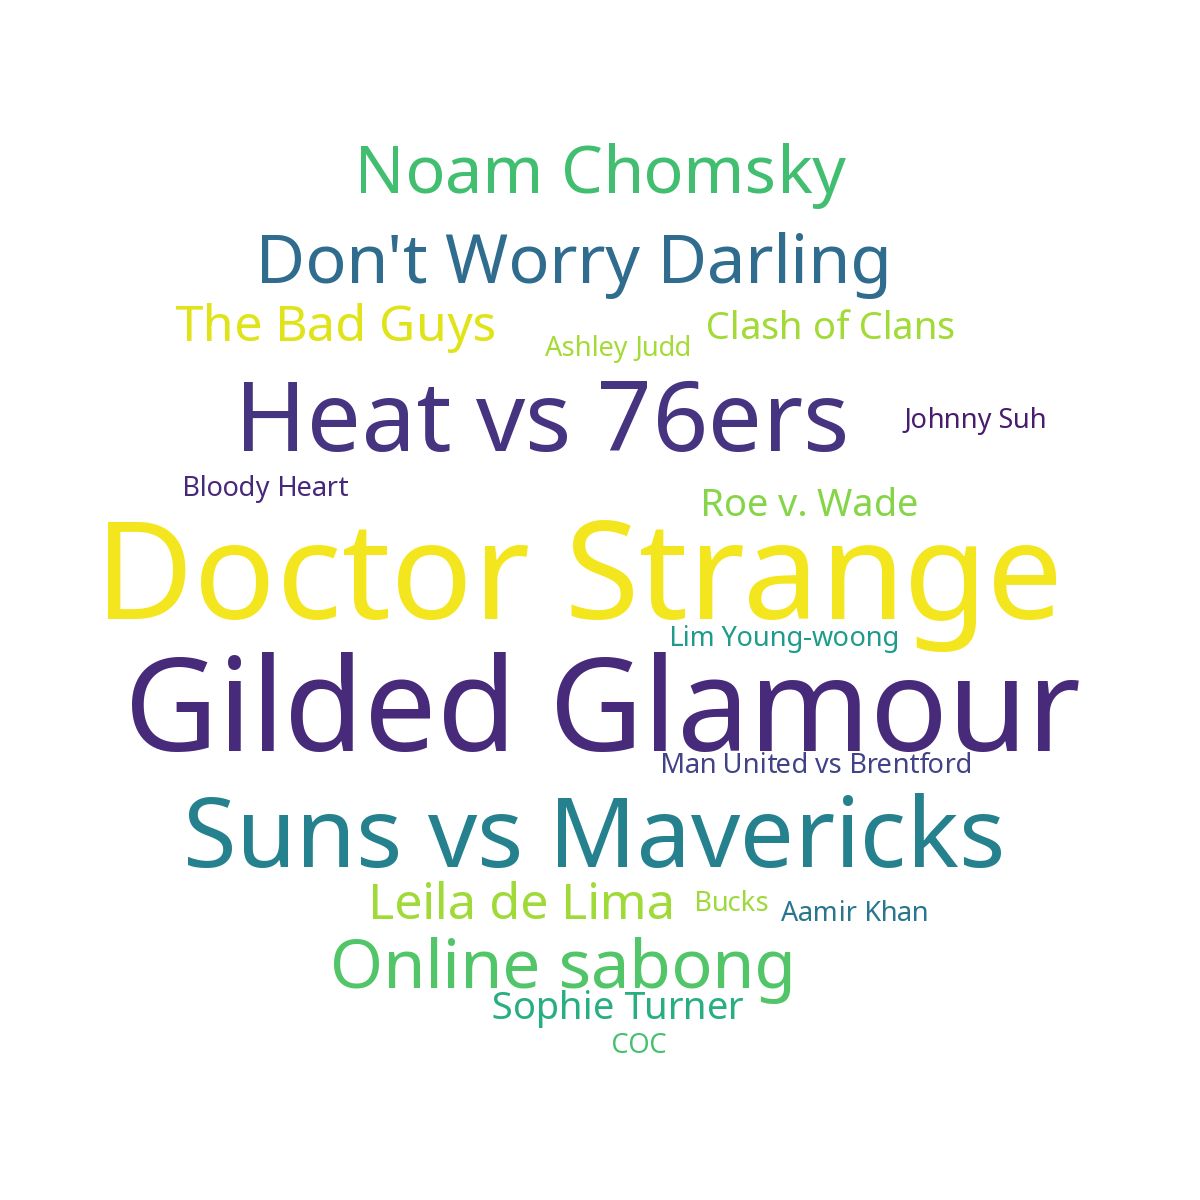 Noam Chomsky
Don't Worry Darling
The Bad Guys
Clash of Clans
Ashley Judd
Heat vs 76ers
Johnny Suh
Bloody Heart
Roe v. Wade
Doctor Strange
Lim Young-woong
Gilded Glamour
Man United vs Brentford
Suns vs Mavericks
Leila de Lima
Bucks
Aamir Khan
Online sabong
Sophie Turner
COC